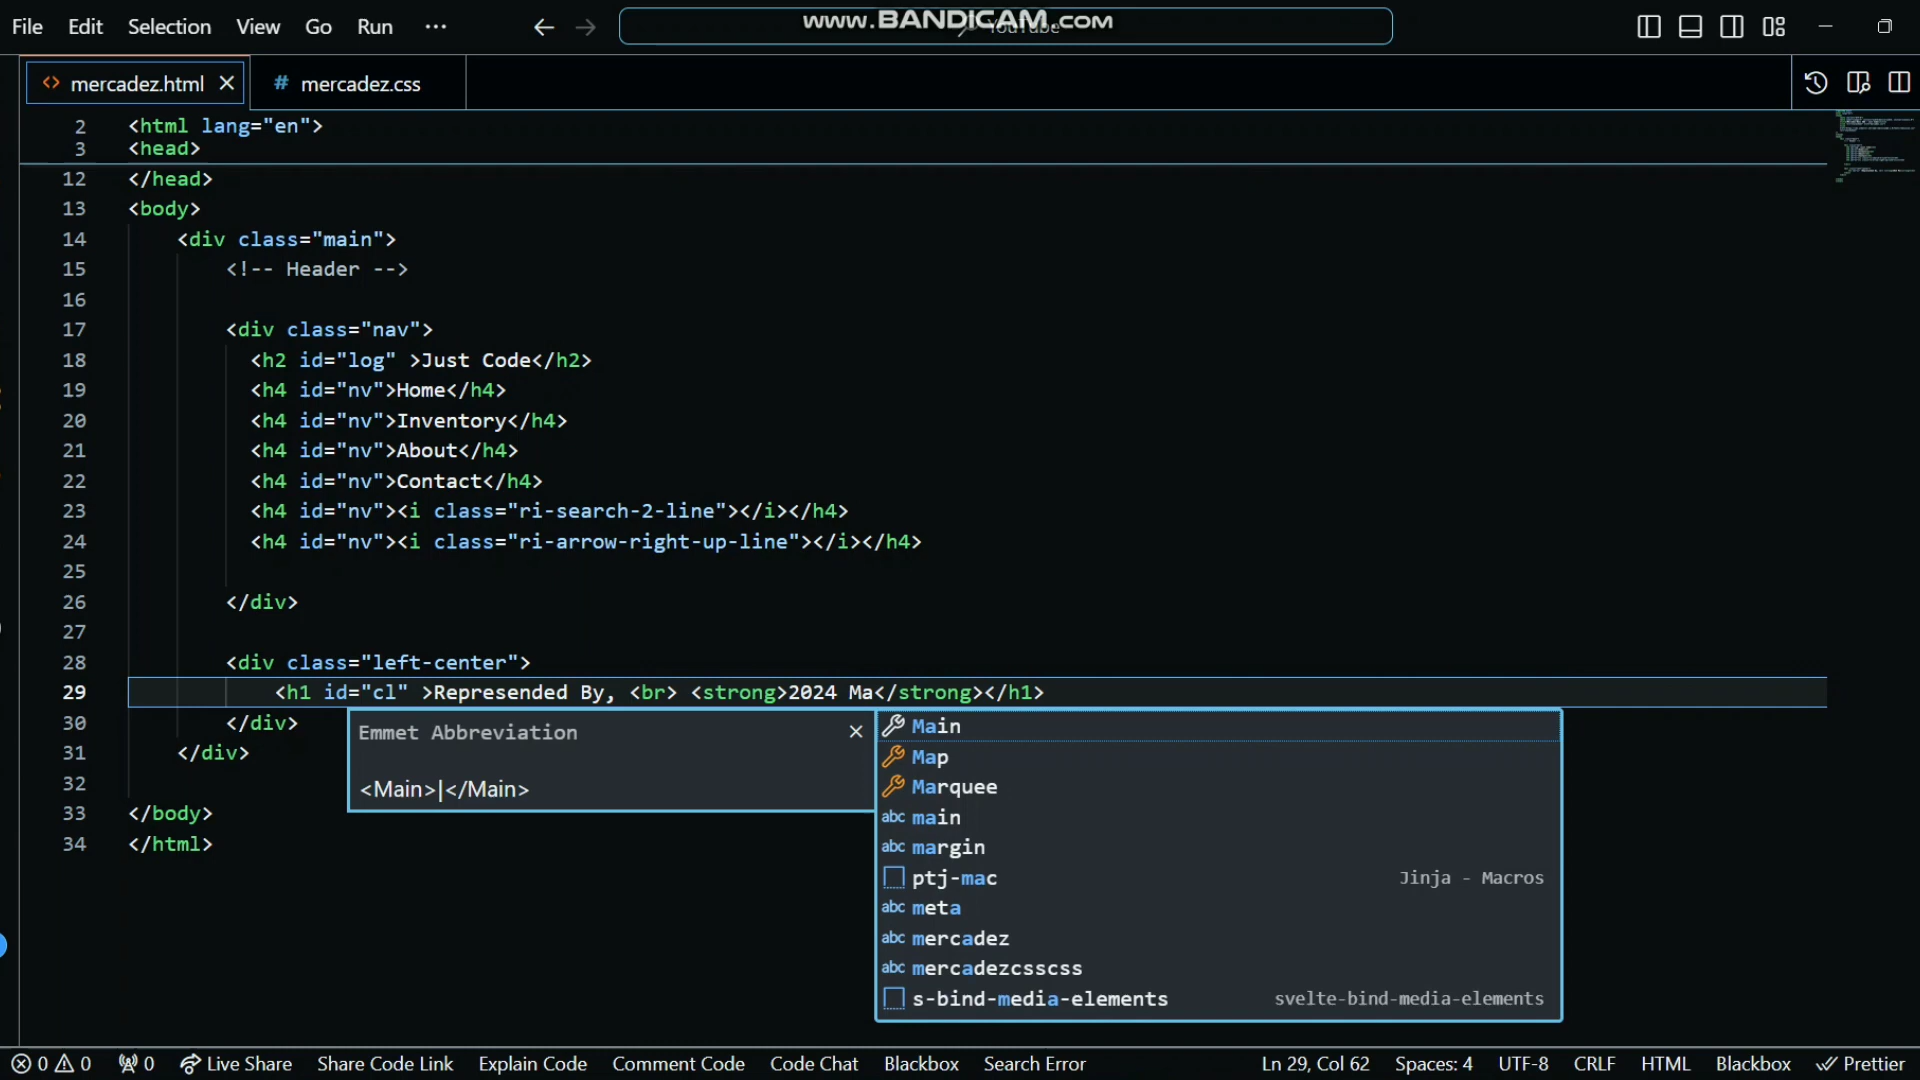 File Edit Selection View Go Run ···
www.BANDICAM.com
YouTube
<> mercadez.html
# mercadez.css
2 <html lang="en">
3 <head>
12 </head>
13 <body>
14 <div class="main">
15 <!-- Header -->
16
17 <div class="nav">
18 <h2 id="log" >Just Code</h2>
19 <h4 id="nv">Home</h4>
20 <h4 id="nv">Inventory</h4>
21 <h4 id="nv">About</h4>
22 <h4 id="nv">Contact</h4>
23 <h4 id="nv"><i class="ri-search-2-line"></i></h4>
24 <h4 id="nv"><i class="ri-arrow-right-up-line"></i></h4>
25
26 </div>
27
28 <div class="left-center">
29 <h1 id="cl" >Represended By, <br> <strong>2024 Ma</strong></h1>
30 </div>
31 </div>
32
33 </body>
34 </html>
Emmet Abbreviation
<Main>|</Main>
Main
Map
Marquee
abc main
abc margin
ptj-mac Jinja - Macros
abc meta
abc mercadez
abc mercadezcsscss
s-bind-media-elements svelte-bind-media-elements
0 0 0 Live Share Share Code Link Explain Code Comment Code Code Chat Blackbox Search Error Ln 29, Col 62 Spaces: 4 UTF-8 CRLF HTML Blackbox Prettier